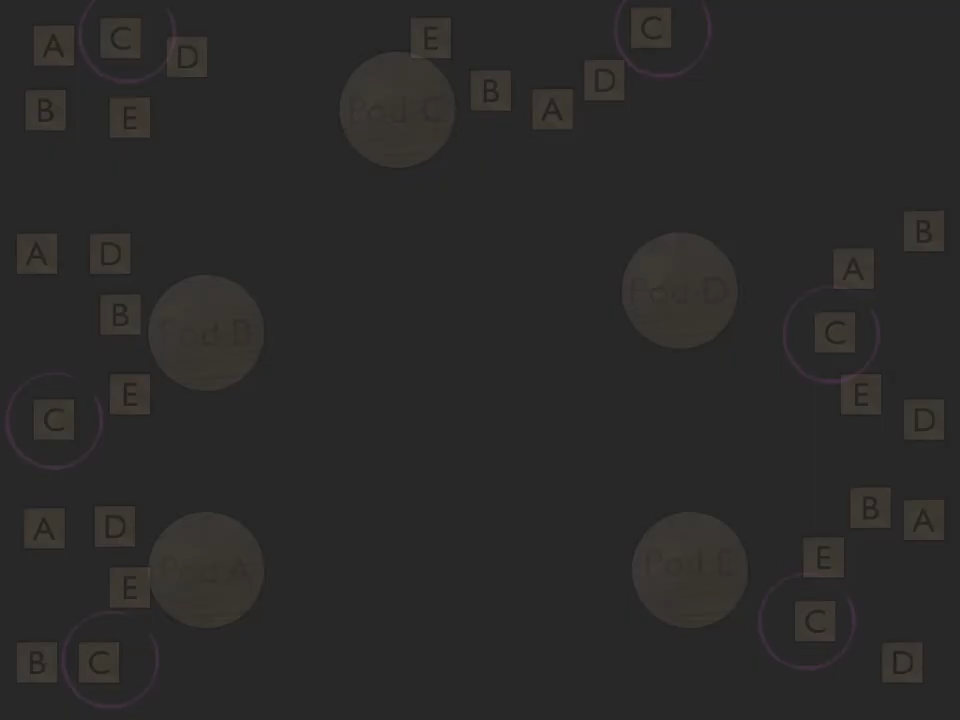 A C D
B E
E C
Pod C B A D
A D
B Pod B
E
C
Pod D
B
A
C
E
D
A D
E Pod A
B C
B A
Pod E E
C
D